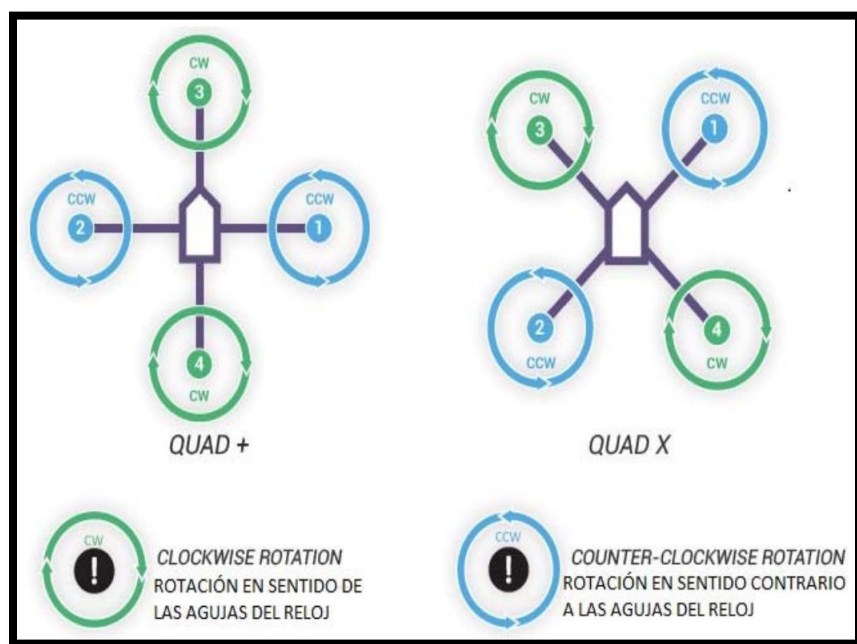 CW
3
CCW
2
CCW
1
4
CW
QUAD +
CW
3
CCW
1
2
CCW
4
CW
QUAD X
CW
!
CLOCKWISE ROTATION
ROTACIÓN EN SENTIDO DE
LAS AGUJAS DEL RELOJ
CCW
!
COUNTER-CLOCKWISE ROTATION
ROTACIÓN EN SENTIDO CONTRARIO
A LAS AGUJAS DEL RELOJ